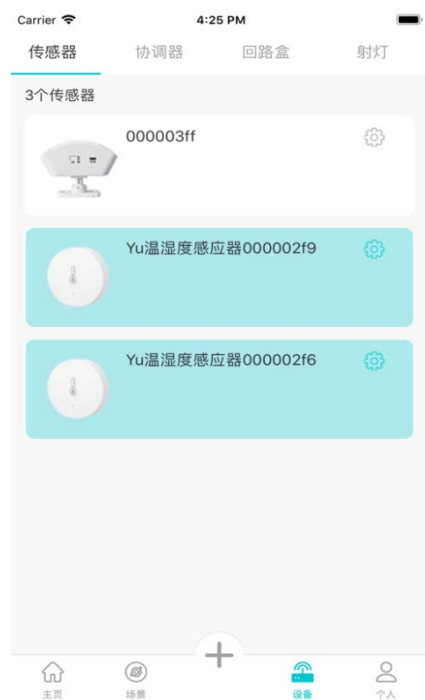 Carrier 4:25 PM
传感器 协调器 回路盒 射灯
3个传感器
000003ff
Yu温湿度感应器000002f9
Yu温湿度感应器000002f6
主页 场景 设备 个人